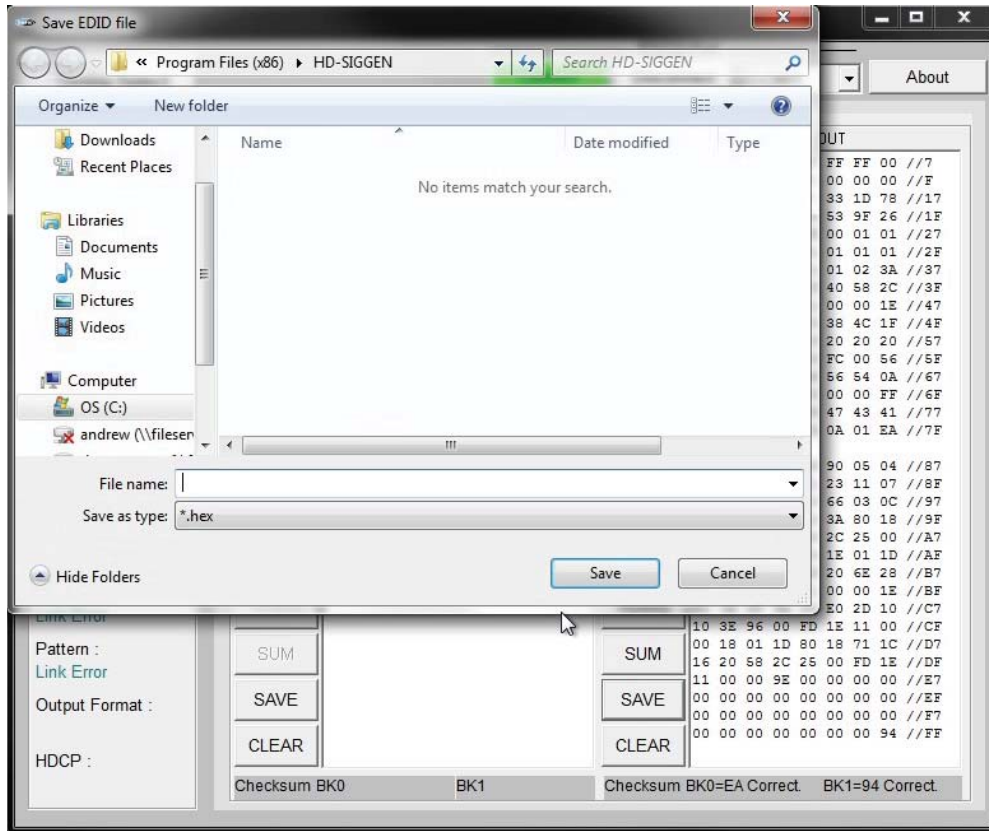 Save EDID file
« Program Files (x86) ▸ HD-SIGGEN
Search HD-SIGGEN
About
Organize ▾ New folder
Downloads
Recent Places
Libraries
Documents
Music
Pictures
Videos
Computer
OS (C:)
andrew (\\fileserv
Name Date modified Type
No items match your search.
File name:
Save as type: *.hex
Hide Folders
Save Cancel
OUT
FF FF 00 //7
00 00 00 //F
33 1D 78 //17
53 9F 26 //1F
00 01 01 //27
01 01 01 //2F
01 02 3A //37
40 58 2C //3F
00 00 1E //47
38 4C 1F //4F
20 20 20 //57
FC 00 56 //5F
56 54 0A //67
00 00 FF //6F
47 43 41 //77
0A 01 EA //7F
90 05 04 //87
23 11 07 //8F
66 03 0C //97
3A 80 18 //9F
2C 25 00 //A7
1E 01 1D //AF
20 6E 28 //B7
00 00 1E //BF
E0 2D 10 //C7
10 3E 96 00 FD 1E 11 00 //CF
00 18 01 1D 80 18 71 1C //D7
16 20 58 2C 25 00 FD 1E //DF
11 00 00 9E 00 00 00 00 //E7
00 00 00 00 00 00 00 00 //EF
00 00 00 00 00 00 00 00 //F7
00 00 00 00 00 00 00 94 //FF
Link Error
Pattern :
Link Error
Output Format :
HDCP :
SUM
SAVE
CLEAR
SUM
SAVE
CLEAR
Checksum BK0 BK1
Checksum BK0=EA Correct. BK1=94 Correct.